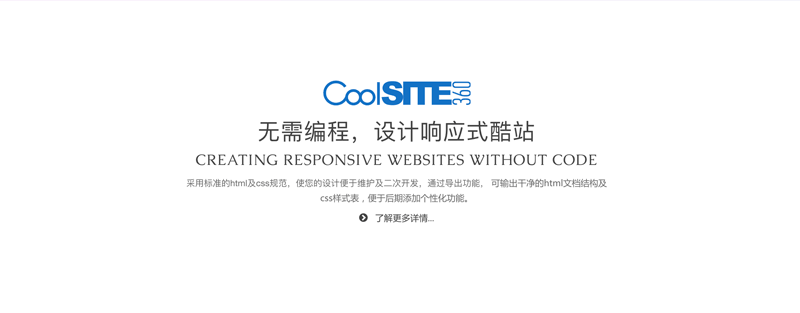 CoolSITE360
无需编程，设计响应式酷站
CREATING RESPONSIVE WEBSITES WITHOUT CODE
采用标准的html及css规范，使您的设计便于维护及二次开发，通过导出功能， 可输出干净的html文档结构及
css样式表，便于后期添加个性化功能。
了解更多详情...